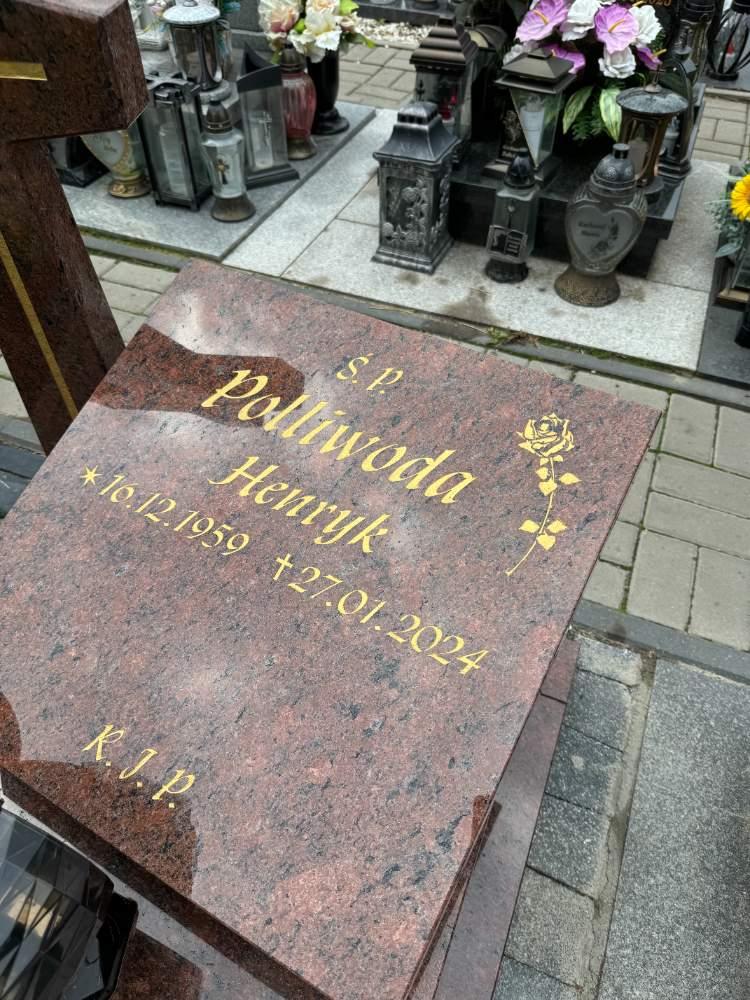 Ś. P.
Polliwoda
Henryk
*16.12.1959 †27.01.2024
R. I. P.